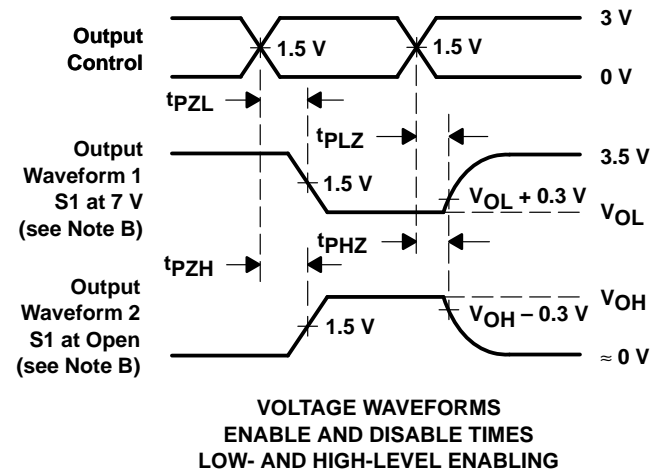 3 V
Output
Control
1.5 V
1.5 V
0 V
tPZL
tPLZ
Output
Waveform 1
S1 at 7 V
(see Note B)
3.5 V
1.5 V
VOL + 0.3 V
VOL
tPZH
tPHZ
Output
Waveform 2
S1 at Open
(see Note B)
VOH
VOH – 0.3 V
1.5 V
≈ 0 V
VOLTAGE WAVEFORMS
ENABLE AND DISABLE TIMES
LOW- AND HIGH-LEVEL ENABLING